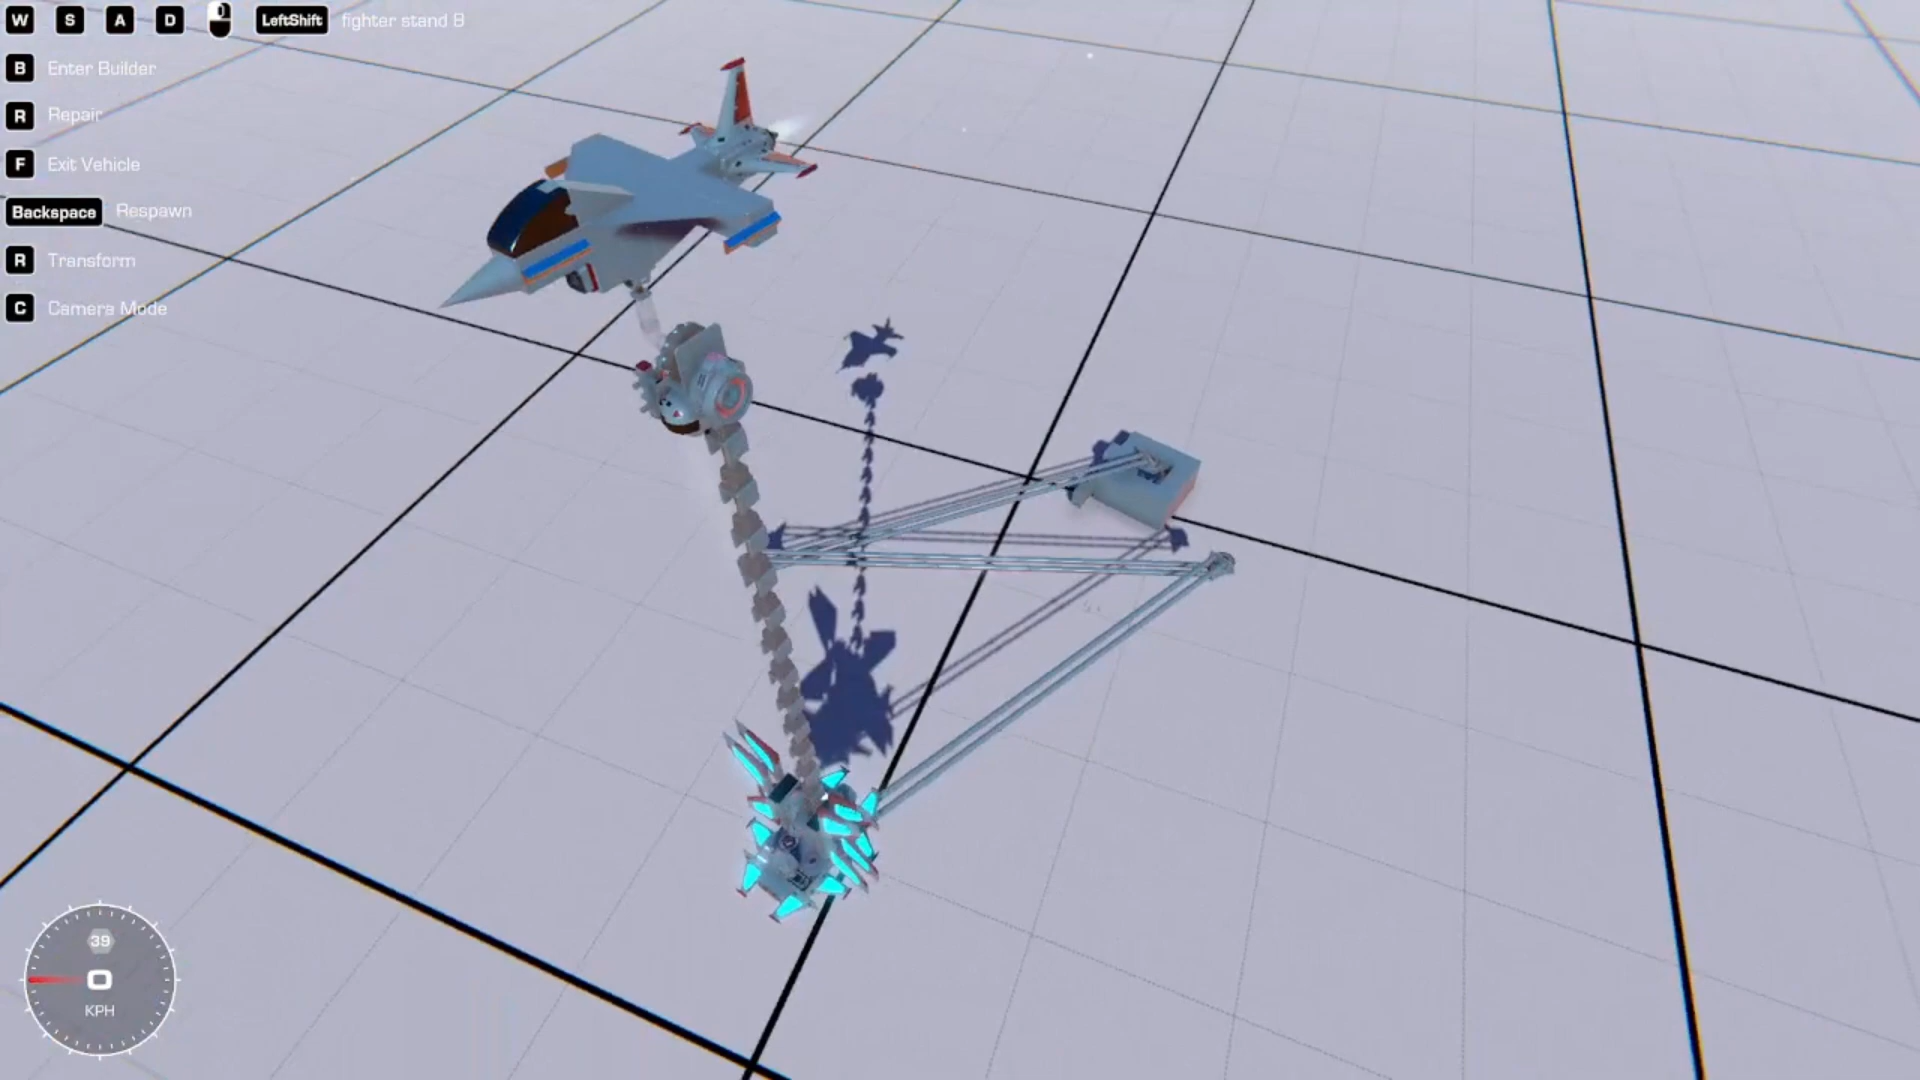 W S A D LeftShift fighter stand B
B Enter Builder
R Repair
F Exit Vehicle
Backspace Respawn
R Transform
C Camera Mode
39
0
KPH